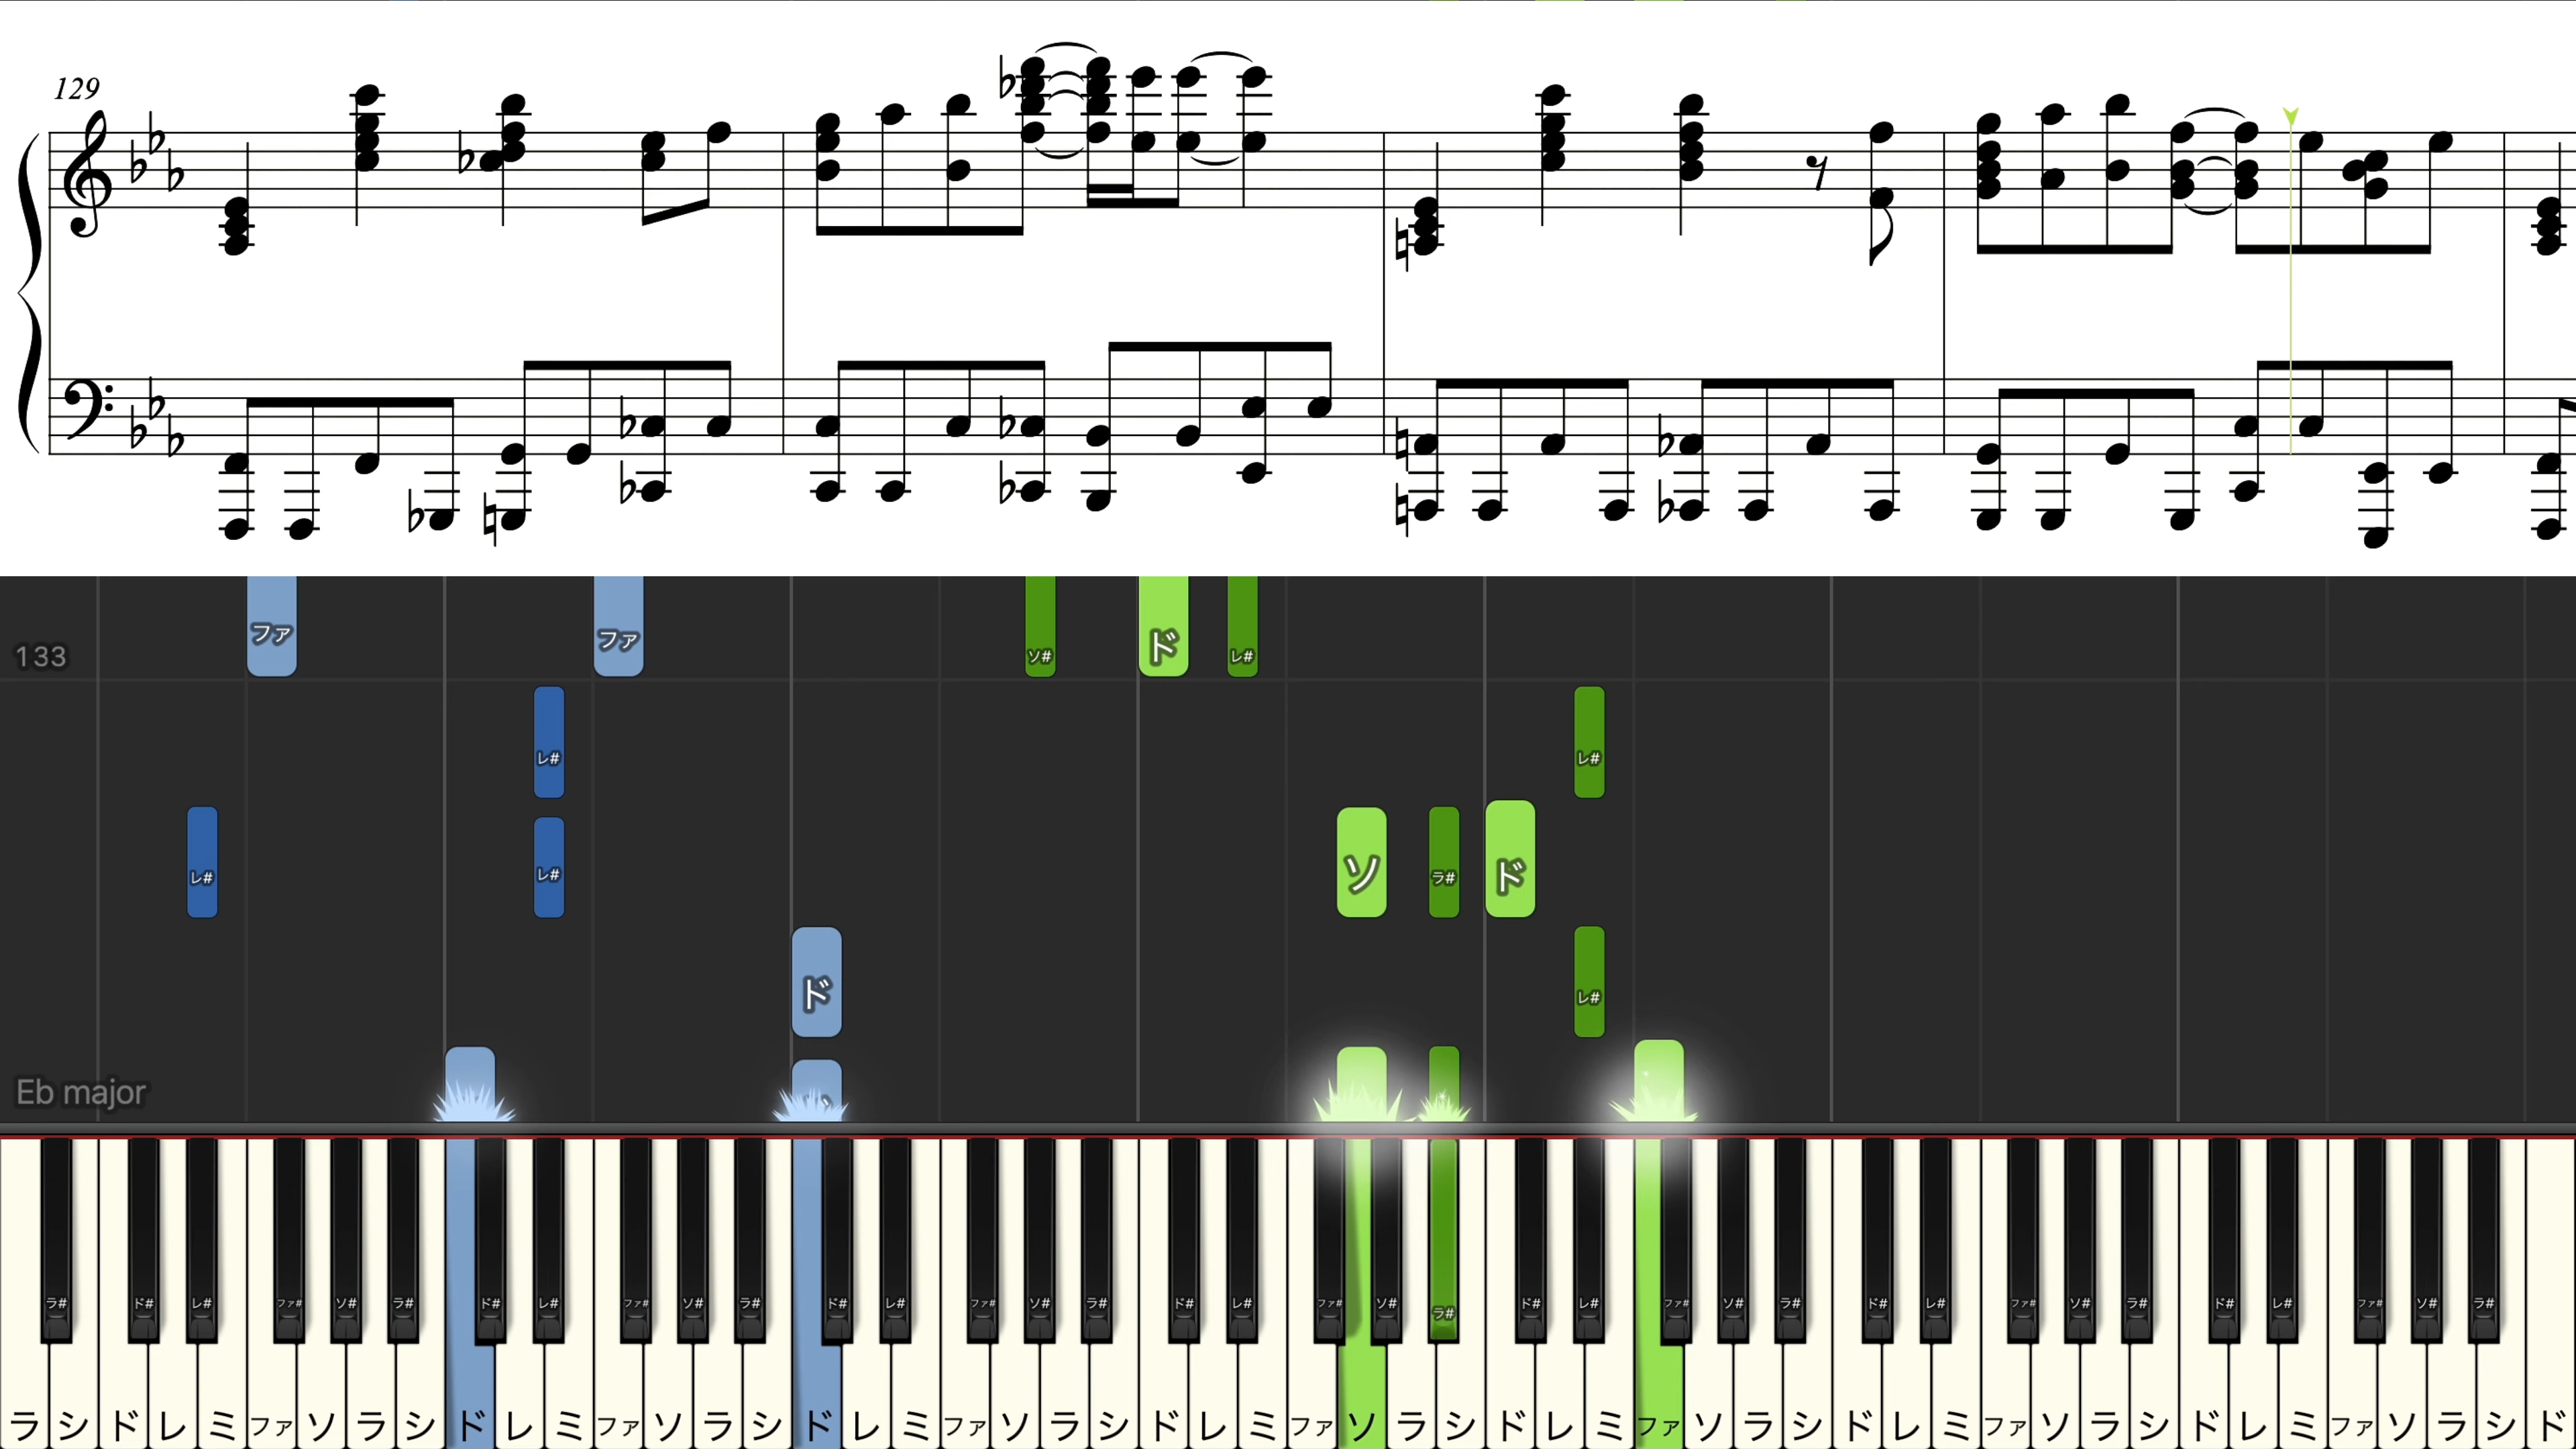 129
ファ ファ ソ# ド レ#
133
レ# レ#
レ# レ# ソ ラ# ド
ド レ#
Eb major
ラ# ド# レ# ファ# ソ# ラ# ド# レ# ファ# ソ# ラ# ド# レ# ファ# ソ# ラ# ド# レ# ファ# ソ# ラ# ド# レ# ファ# ソ# ラ# ド# レ# ファ# ソ# ラ# ド# レ# ファ# ソ# ラ#
ラ シ ド レ ミ ファ ソ ラ シ ド レ ミ ファ ソ ラ シ ド レ ミ ファ ソ ラ シ ド レ ミ ファ ソ ラ シ ド レ ミ ファ ソ ラ シ ド レ ミ ファ ソ ラ シ ド レ ミ ファ ソ ラ シ ド